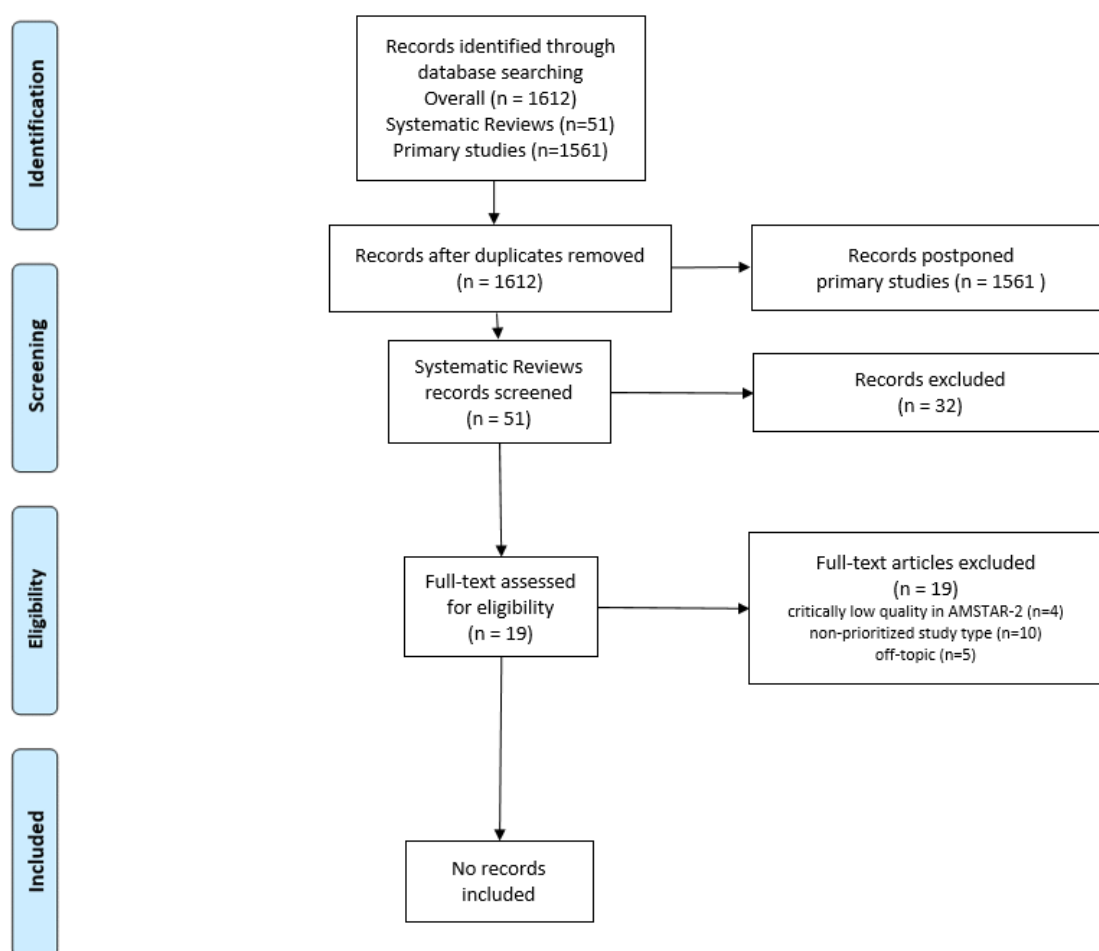 Identification
Records identified through
database searching
Overall (n = 1612)
Systematic Reviews (n=51)
Primary studies (n=1561)
Records after duplicates removed
(n = 1612)
Records postponed
primary studies (n = 1561 )
Screening
Systematic Reviews
records screened
(n = 51)
Records excluded
(n = 32)
Eligibility
Full-text assessed
for eligibility
(n = 19)
Full-text articles excluded
(n = 19)
critically low quality in AMSTAR-2 (n=4)
non-prioritized study type (n=10)
off-topic (n=5)
Included
No records
included